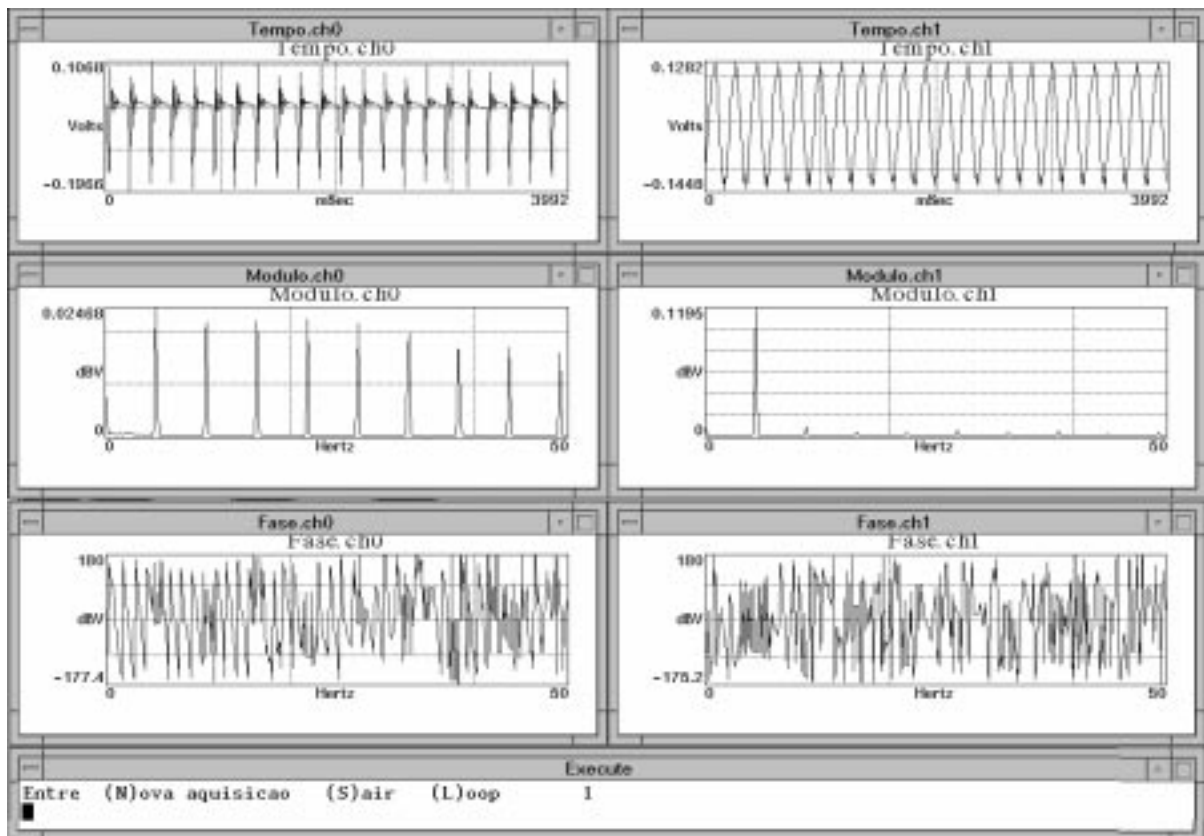 Tempo.ch0
Tempo.ch0
0.1068
Volts
-0.1966
0
mSec
3992
Tempo.ch1
Tempo.ch1
0.1282
Volts
-0.1448
0
mSec
3992
Modulo.ch0
Modulo.ch0
0.02468
dBV
0
0
Hertz
50
Modulo.ch1
Modulo.ch1
0.1195
dBV
0
0
Hertz
50
Fase.ch0
Fase.ch0
180
dBV
-177.4
0
Hertz
50
Fase.ch1
Fase.ch1
180
dBV
-175.2
0
Hertz
50
Execute
Entre (N)ova aquisicao (S)air (L)oop 1